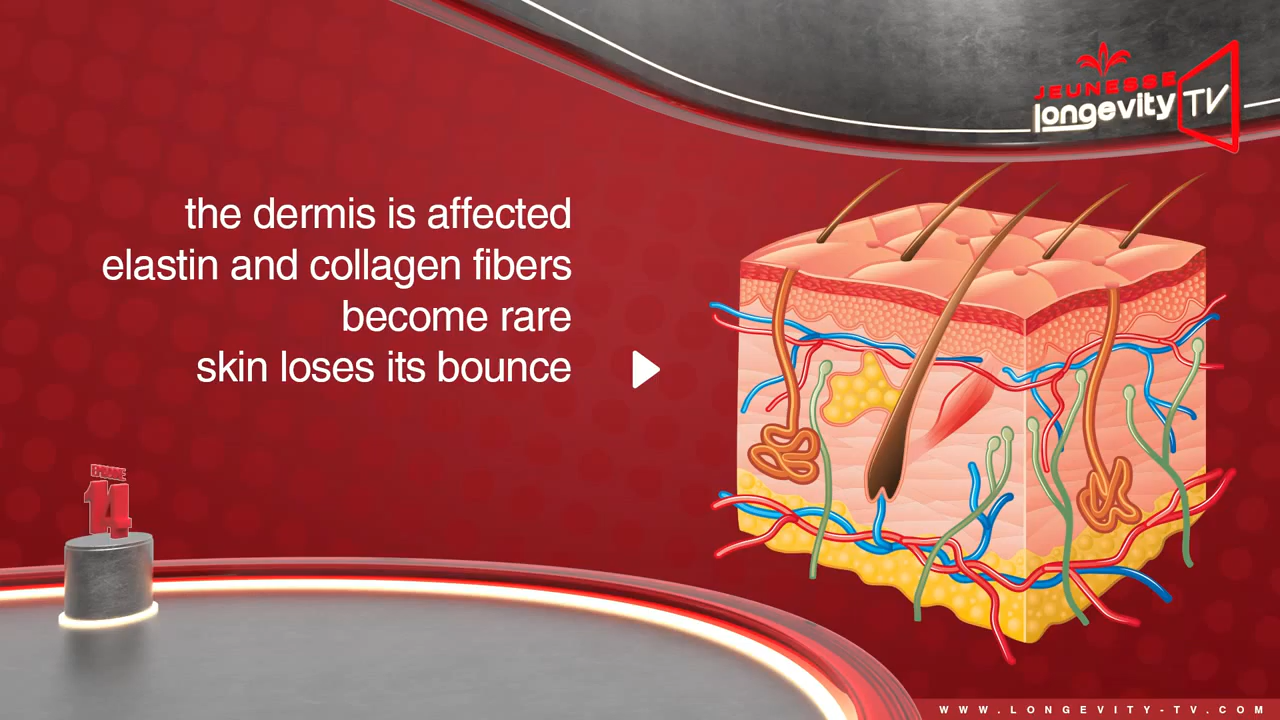 JEUNESSE
longevity TV
the dermis is affected
elastin and collagen fibers
become rare
skin loses its bounce
14
WWW.LONGEVITY-TV.COM